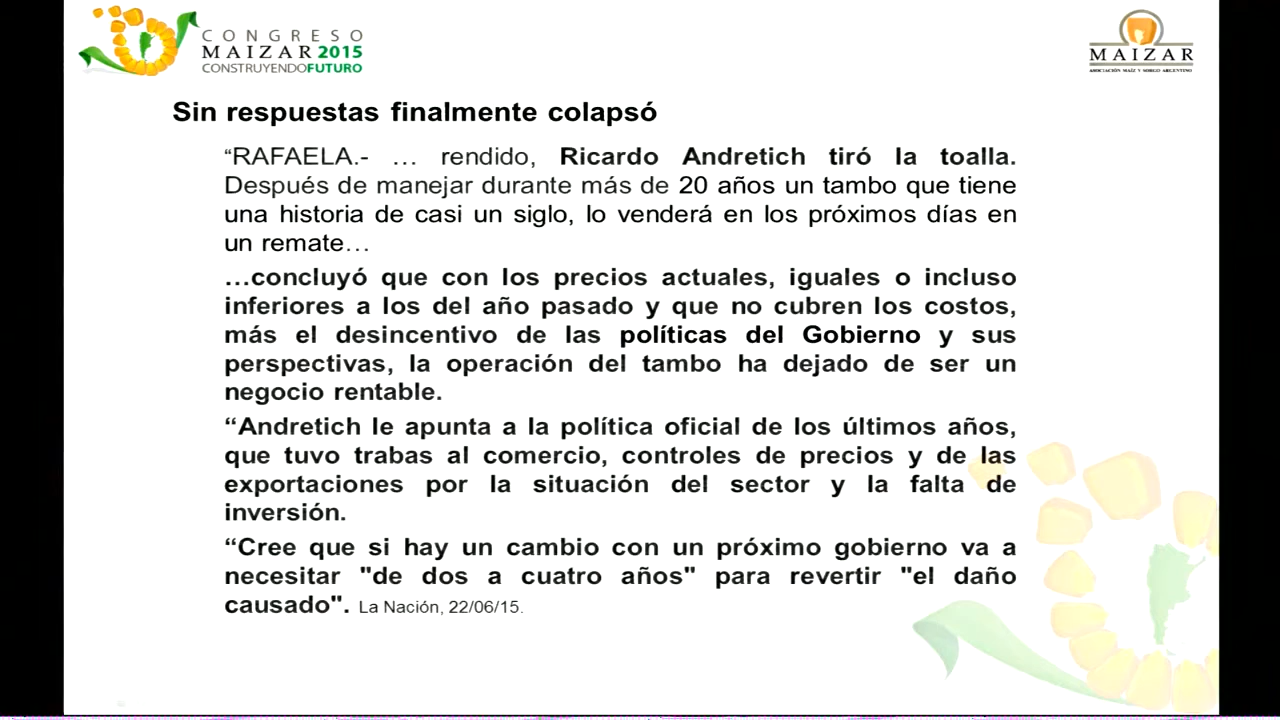 CONGRESO
MAIZAR 2015
CONSTRUYENDOFUTURO
MAIZAR
ASOCIACIÓN MAÍZ Y SORGO ARGENTINO
Sin respuestas finalmente colapsó
“RAFAELA.- … rendido, Ricardo Andretich tiró la toalla.
Después de manejar durante más de 20 años un tambo que tiene
una historia de casi un siglo, lo venderá en los próximos días en
un remate…
…concluyó que con los precios actuales, iguales o incluso
inferiores a los del año pasado y que no cubren los costos,
más el desincentivo de las políticas del Gobierno y sus
perspectivas, la operación del tambo ha dejado de ser un
negocio rentable.
“Andretich le apunta a la política oficial de los últimos años,
que tuvo trabas al comercio, controles de precios y de las
exportaciones por la situación del sector y la falta de
inversión.
“Cree que si hay un cambio con un próximo gobierno va a
necesitar "de dos a cuatro años" para revertir "el daño
causado". La Nación, 22/06/15.